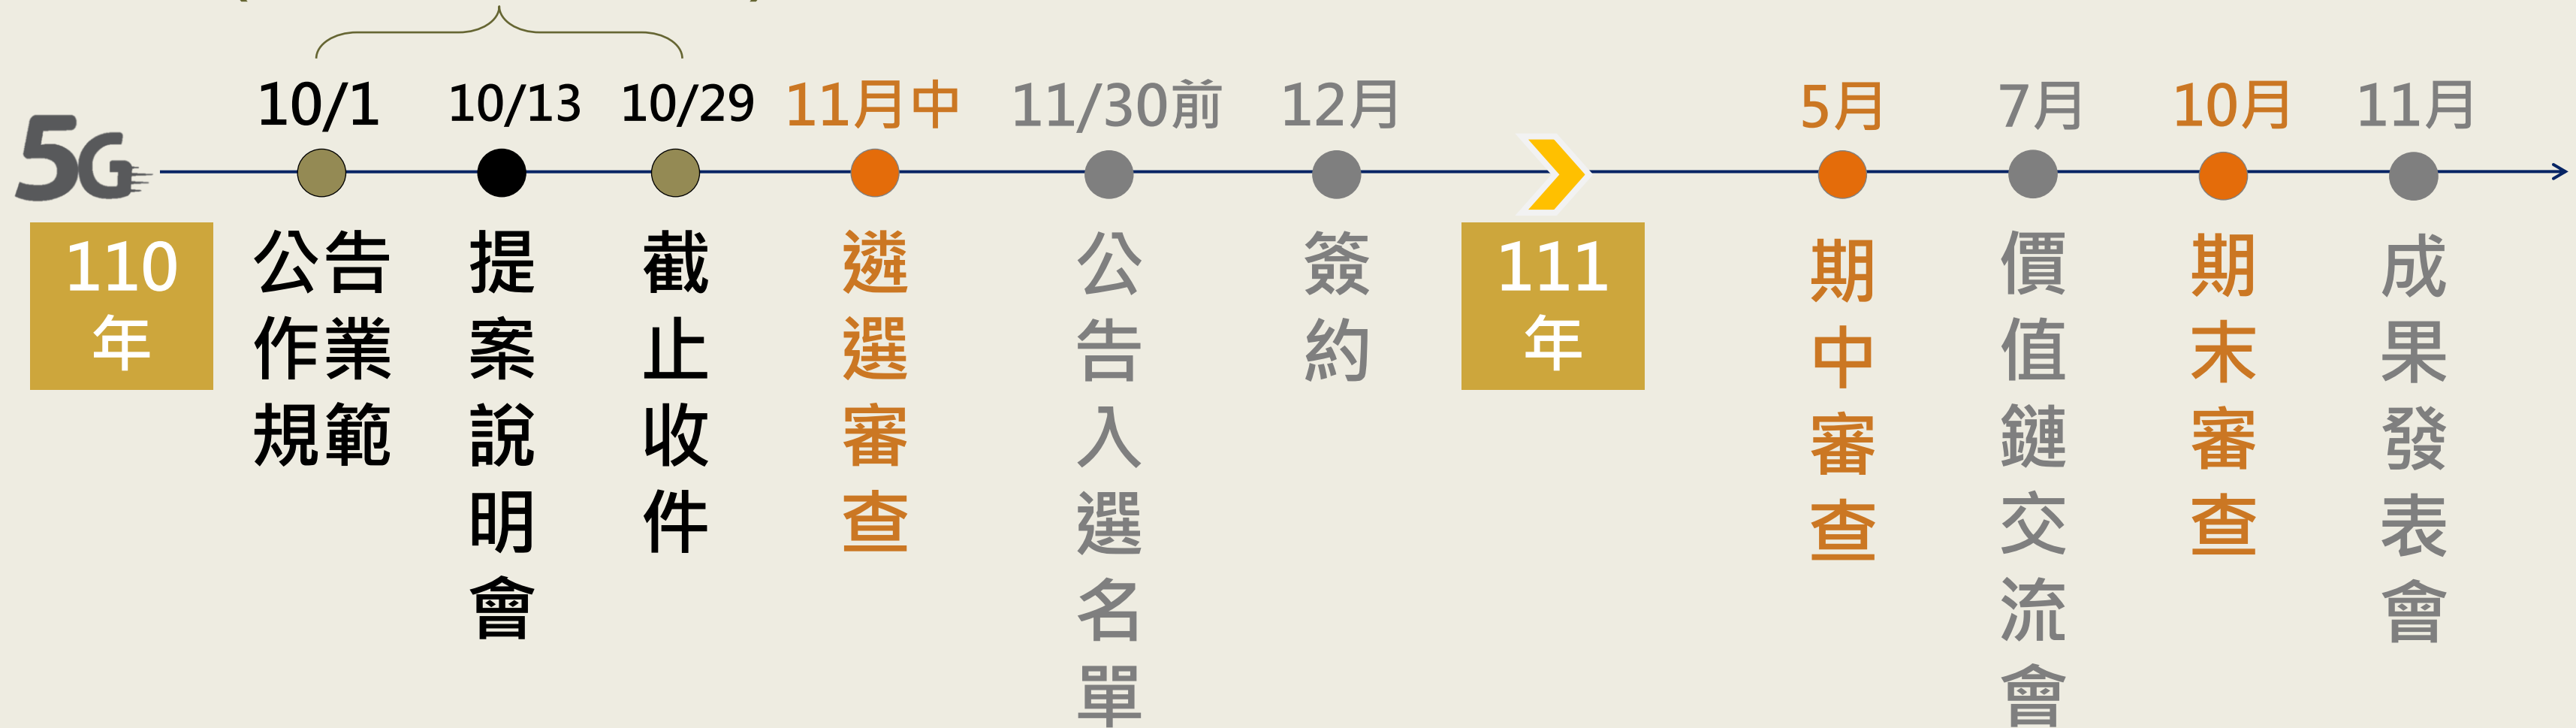 5G
10/1
10/13
10/29
11月中
11/30前
12月
5月
7月
10月
11月
110
年
公告
作業
規範
提案說明會
截止收件
遴選審查
公告入選名單
簽約
111
年
期中審查
價值鏈交流會
期末審查
成果發表會